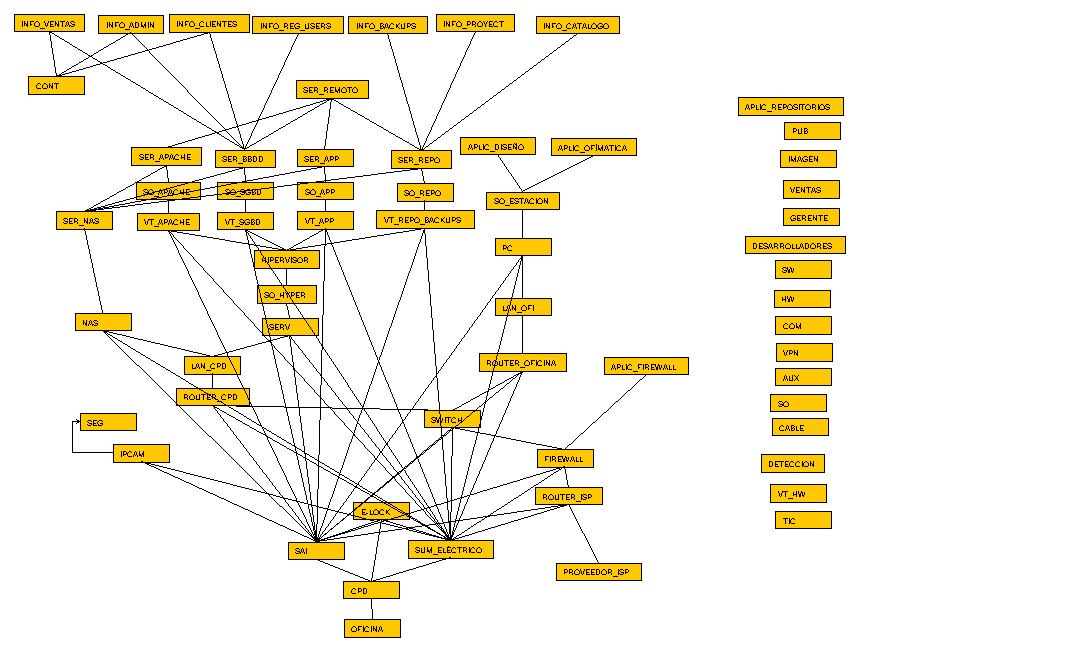 INFO_VENTAS
INFO_ADMIN
INFO_CLIENTES
INFO_REG_USERS
INFO_BACKUPS
INFO_PROYECT
INFO_CATALOGO
CONT
SER_REMOTO
APLIC_REPOSITORIOS
PUB
SER_APACHE
SER_BBDD
SER_APP
SER_REPO
APLIC_DISEÑO
APLIC_OFIMATICA
IMAGEN
SO_APACHE
SO_SGBD
SO_APP
SO_REPO
SO_ESTACION
VENTAS
SER_NAS
VT_APACHE
VT_SGBD
VT_APP
VT_REPO_BACKUPS
GERENTE
HIPERVISOR
PC
DESARROLLADORES
SW
SO_HYPER
LAN_OFI
HW
NAS
SERV
COM
LAN_CPD
ROUTER_OFICINA
APLIC_FIREWALL
VPN
AUX
ROUTER_CPD
SO
SEG
SWITCH
CABLE
IPCAM
FIREWALL
DETECCION
ROUTER_ISP
VT_HW
E-LOCK
TIC
SAI
SUM_ELÉCTRICO
PROVEEDOR_ISP
CPD
OFICINA